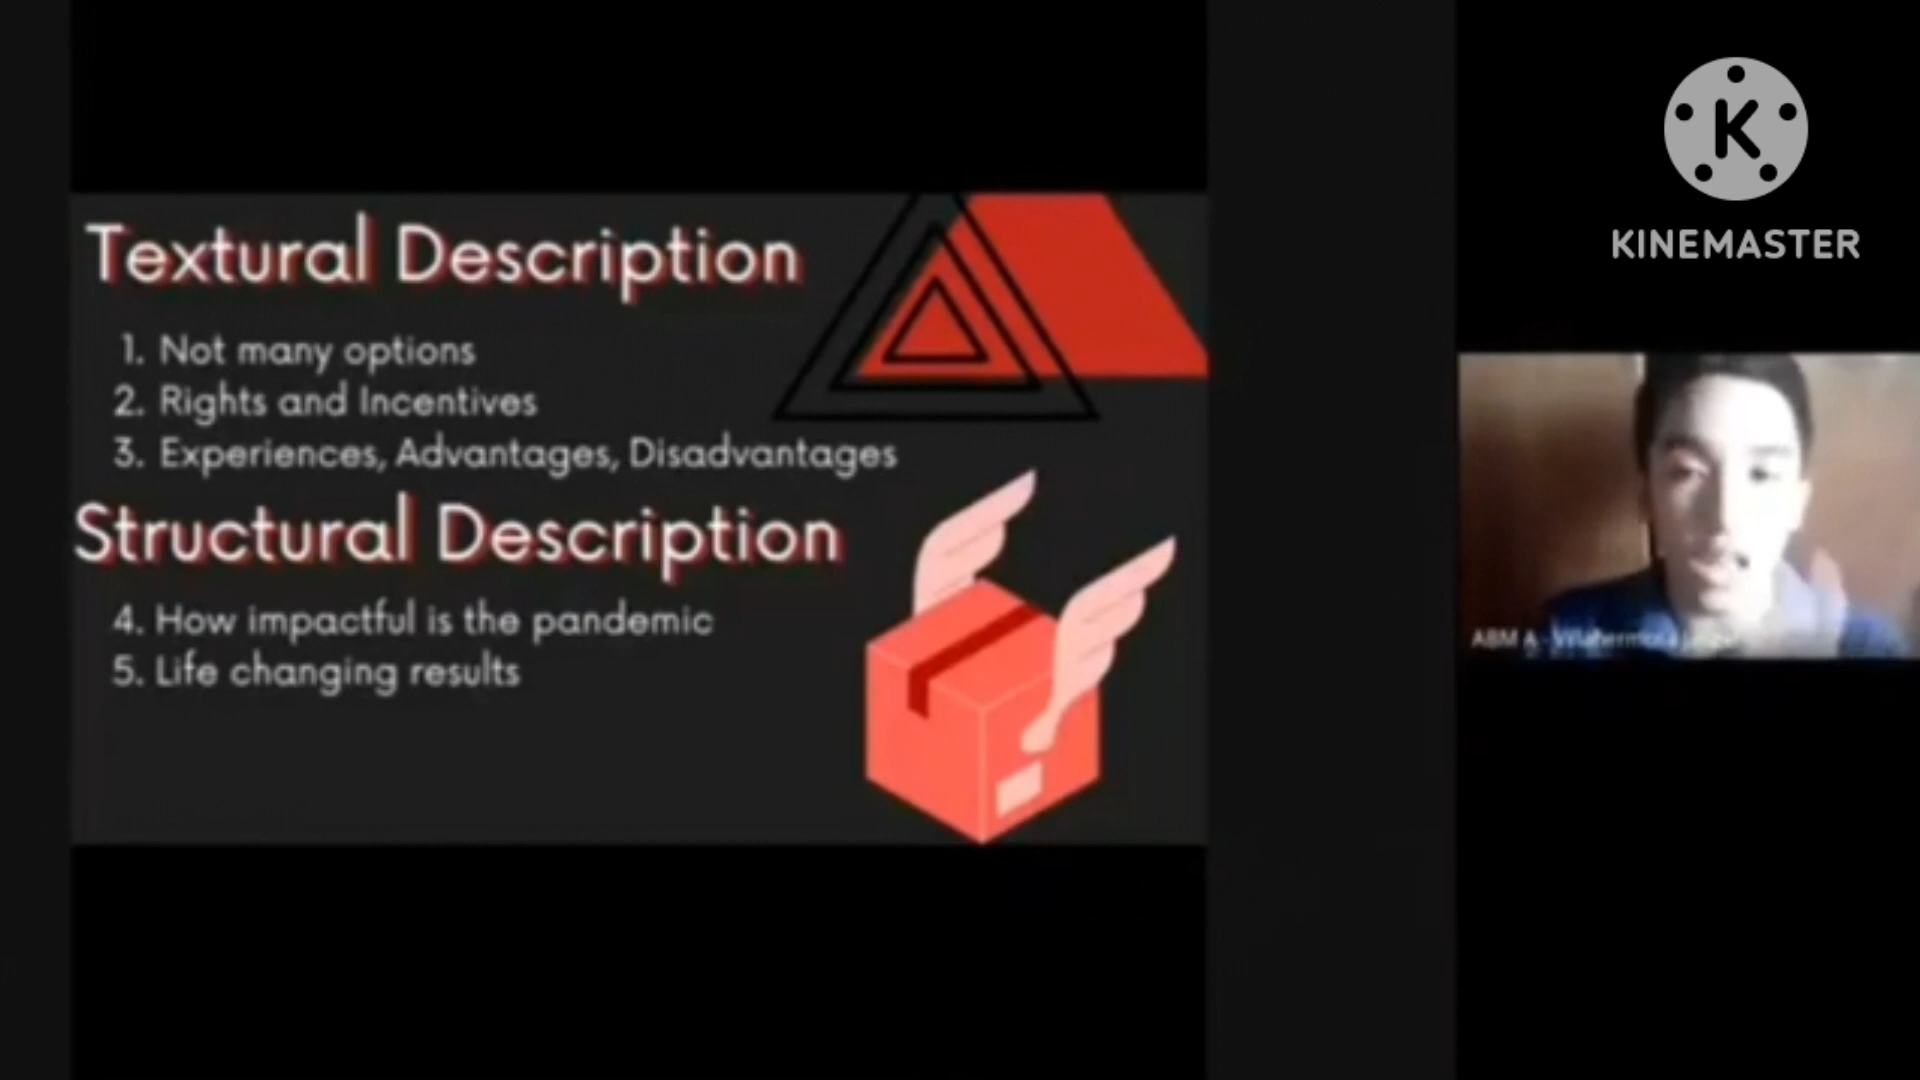 Textural Description
1. Not many options
2. Rights and Incentives
3. Experiences, Advantages, Disadvantages
Structural Description
4. How impactful is the pandemic
5. Life changing results
K
KINEMASTER
ABM A -